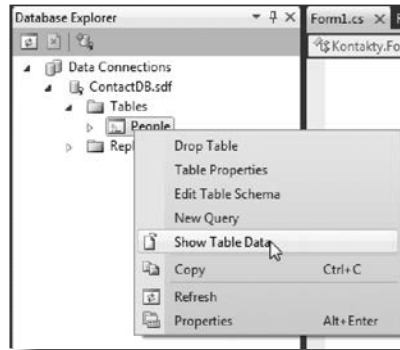 Database Explorer
Form1.cs
Kontakty.Fo
Data Connections
ContactDB.sdf
Tables
People
Repl
Drop Table
Table Properties
Edit Table Schema
New Query
Show Table Data
Copy Ctrl+C
Refresh
Properties Alt+Enter